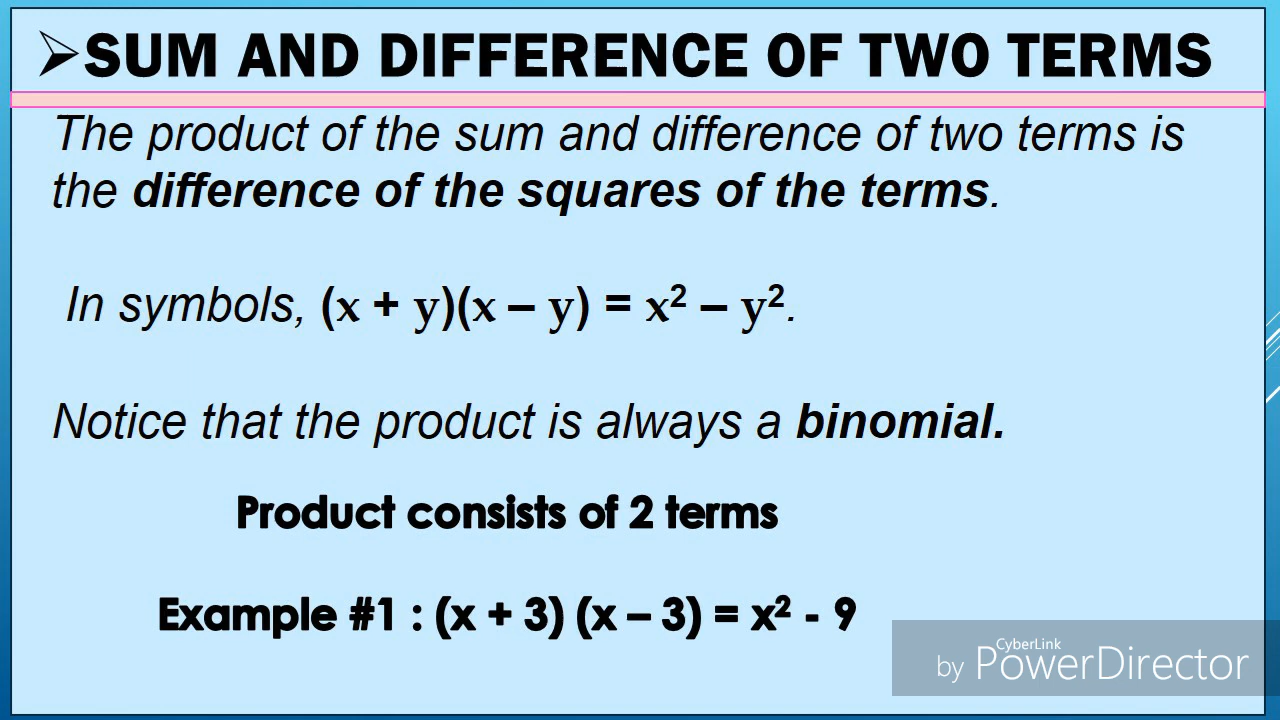 ➢SUM AND DIFFERENCE OF TWO TERMS
The product of the sum and difference of two terms is
the difference of the squares of the terms.
In symbols, (x + y)(x – y) = x² – y².
Notice that the product is always a binomial.
Product consists of 2 terms
Example #1 : (x + 3) (x – 3) = x² - 9
CyberLink
by PowerDirector